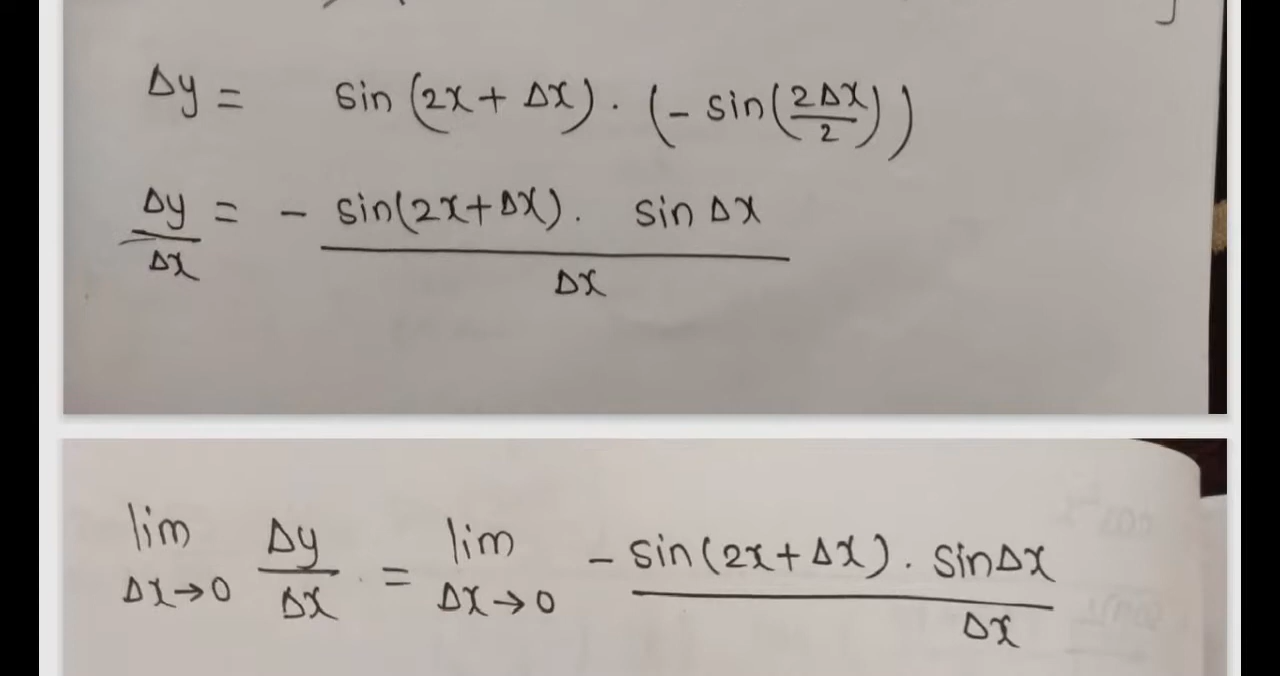 Δy = sin (2x + Δx) . (- sin(2Δx/2))
Δy/Δx = - sin(2x+Δx). sin Δx / Δx
lim Δx→0 Δy/Δx = lim Δx→0 - sin(2x+Δx). sinΔx / Δx